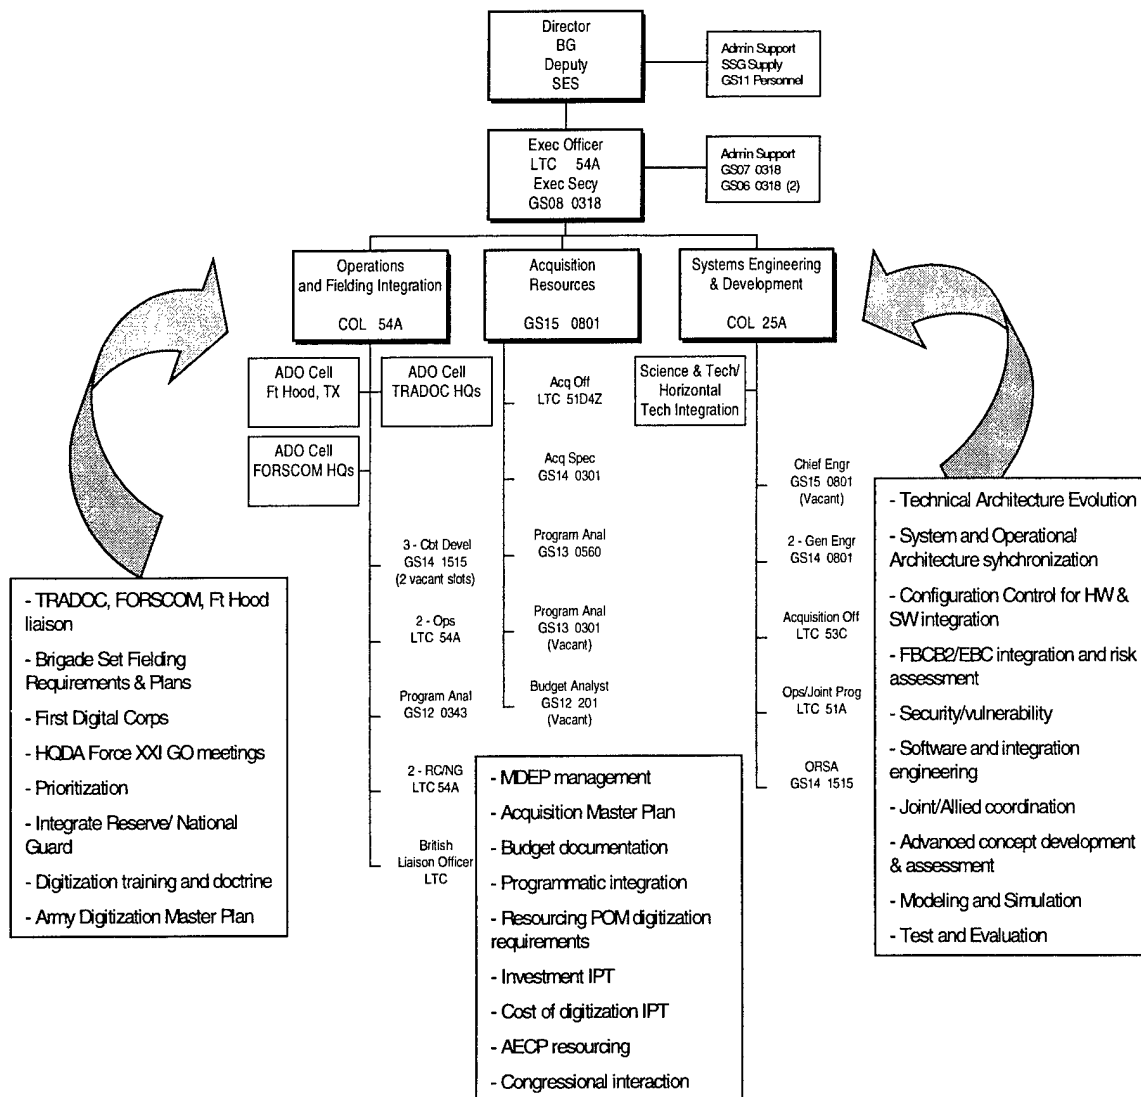 Director
BG
Deputy
SES
Admin Support
SSG Supply
GS11 Personnel
Exec Officer
LTC 54A
Exec Secy
GS08 0318
Admin Support
GS07 0318
GS06 0318 (2)
Operations
and Fielding Integration
COL 54A
Acquisition
Resources
GS15 0801
Systems Engineering
& Development
COL 25A
ADO Cell
Ft Hood, TX
ADO Cell
TRADOC HQs
ADO Cell
FORSCOM HQs
3 - Cbt Devel
GS14 1515
(2 vacant slots)
2 - Ops
LTC 54A
Program Anal
GS12 0343
2 - RC/NG
LTC 54A
British
Liaison Officer
LTC
Acq Off
LTC 51D4Z
Acq Spec
GS14 0301
Program Anal
GS13 0560
Program Anal
GS13 0301
(Vacant)
Budget Analyst
GS12 201
(Vacant)
Science & Tech/
Horizontal
Tech Integration
Chief Engr
GS15 0801
(Vacant)
2 - Gen Engr
GS14 0801
Acquisition Off
LTC 53C
Ops/Joint Prog
LTC 51A
ORSA
GS14 1515
- TRADOC, FORSCOM, Ft Hood
liaison
- Brigade Set Fielding
Requirements & Plans
- First Digital Corps
- HQDA Force XXI GO meetings
- Prioritization
- Integrate Reserve/ National
Guard
- Digitization training and doctrine
- Army Digitization Master Plan
- MDEP management
- Acquisition Master Plan
- Budget documentation
- Programmatic integration
- Resourcing POM digitization
requirements
- Investment IPT
- Cost of digitization IPT
- AECP resourcing
- Congressional interaction
- Technical Architecture Evolution
- System and Operational
Architecture syhchronization
- Configuration Control for HW &
SW integration
- FBCB2/EBC integration and risk
assessment
- Security/vulnerability
- Software and integration
engineering
- Joint/Allied coordination
- Advanced concept development
& assessment
- Modeling and Simulation
- Test and Evaluation